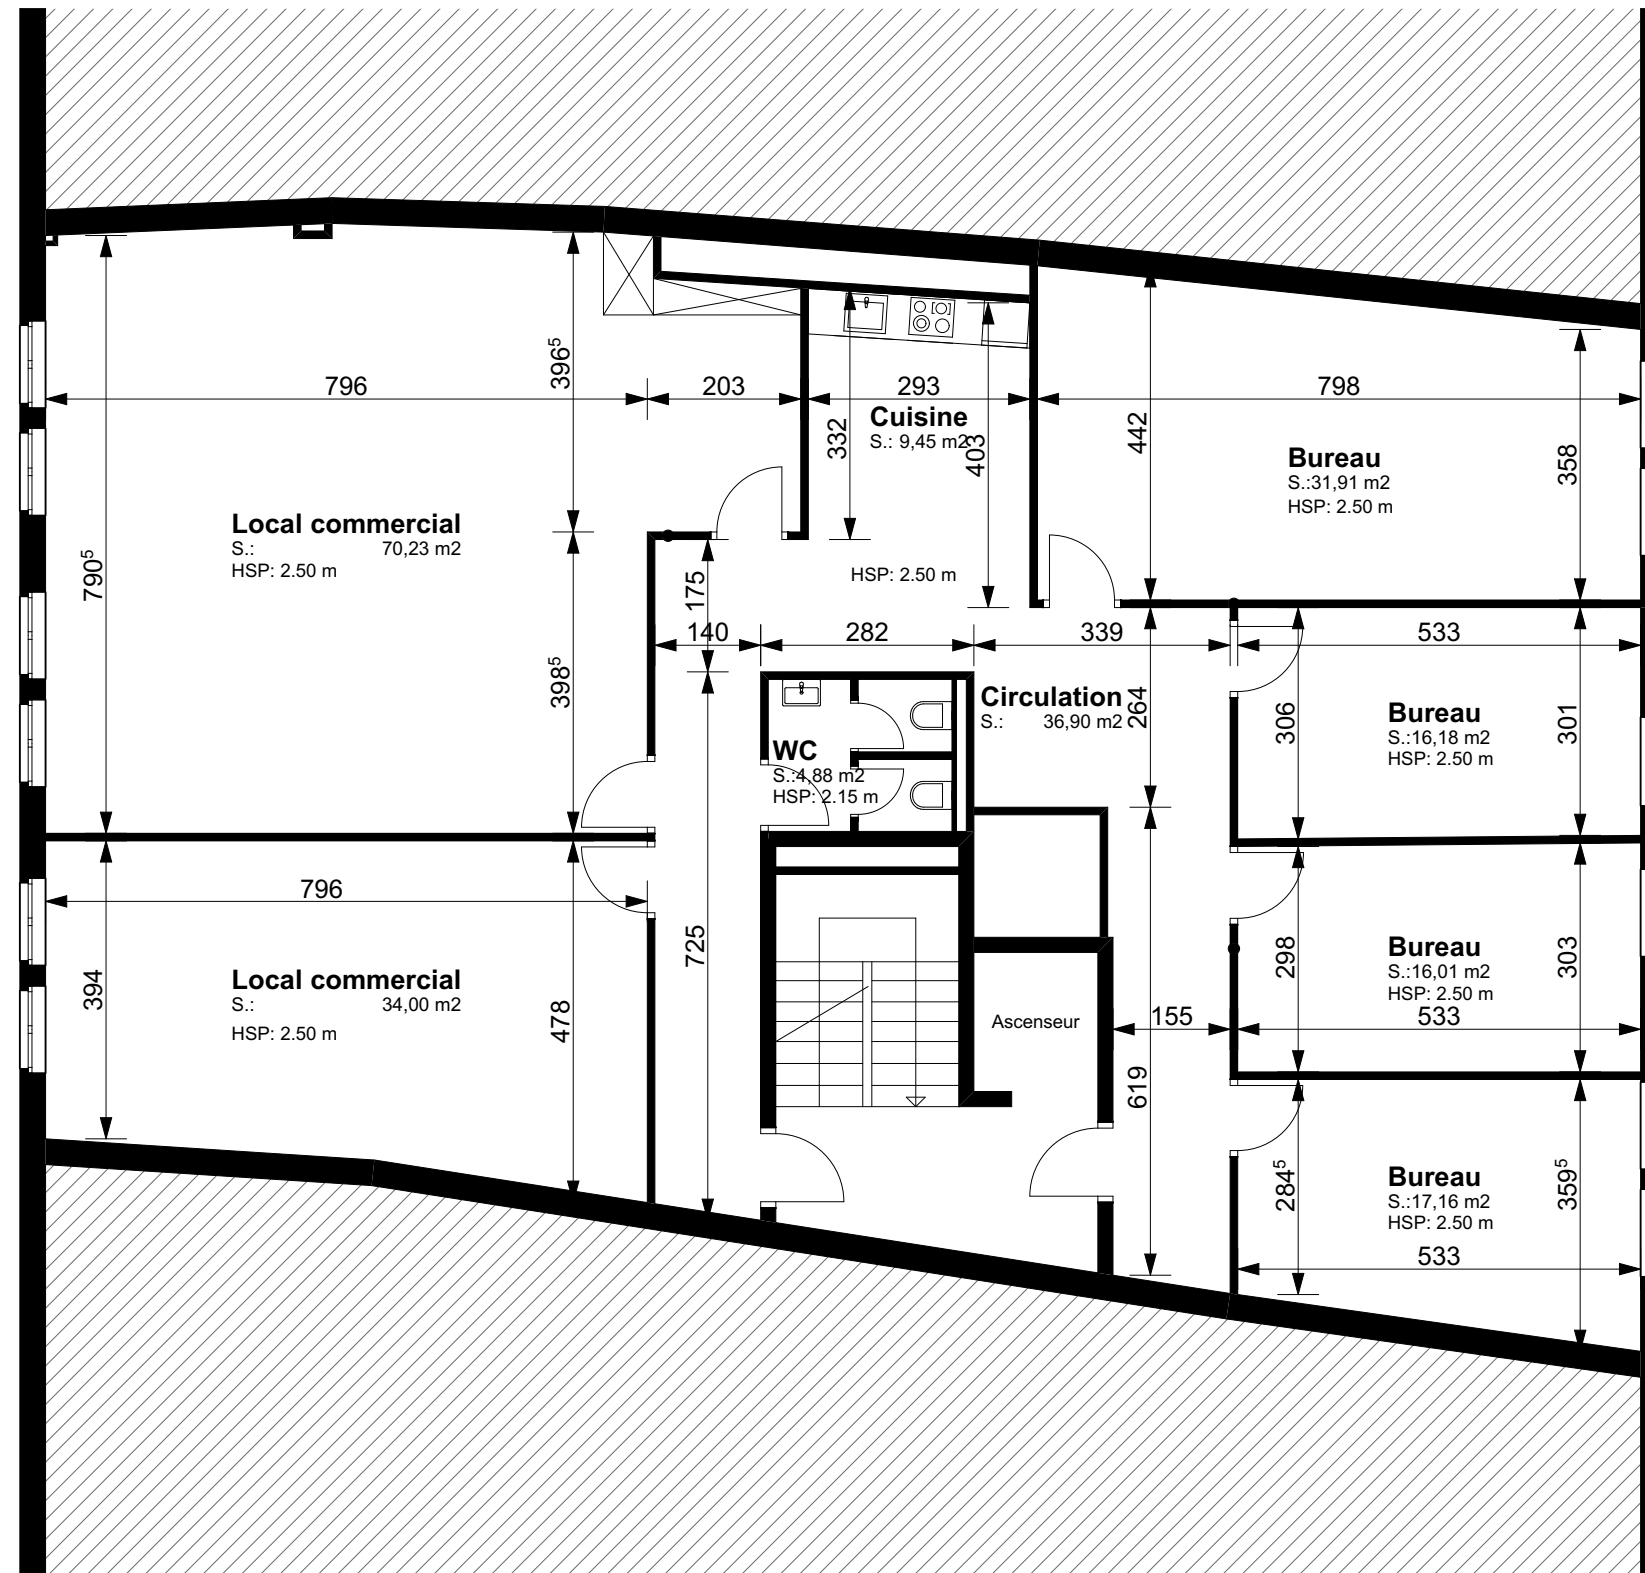 796
203
293
798
396⁵
332
403
442
358
Cuisine
S.: 9,45 m2
Bureau
S.:31,91 m2
HSP: 2.50 m
Local commercial
S.: 70,23 m2
HSP: 2.50 m
790⁵
HSP: 2.50 m
175
140
282
339
533
398⁵
264
306
301
Circulation
S.: 36,90 m2
Bureau
S.:16,18 m2
HSP: 2.50 m
WC
S.:4,88 m2
HSP: 2.15 m
796
725
394
478
Local commercial
S.: 34,00 m2
HSP: 2.50 m
298
303
Bureau
S.:16,01 m2
HSP: 2.50 m
533
Ascenseur
155
619
284⁵
359⁵
Bureau
S.:17,16 m2
HSP: 2.50 m
533